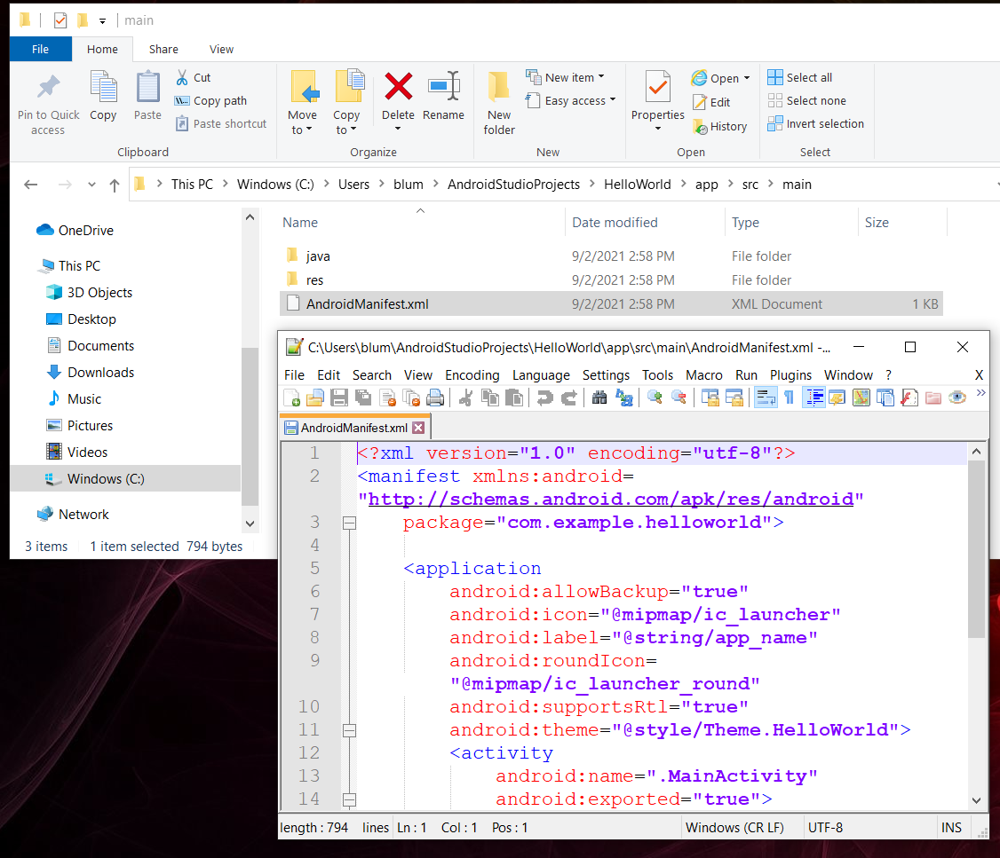 main
File Home Share View
Pin to Quick access
Copy
Paste
Cut
Copy path
Paste shortcut
Clipboard
Move to
Copy to
Delete
Rename
Organize
New folder
New item
Easy access
New
Properties
Open
Edit
History
Open
Select all
Select none
Invert selection
Select
This PC > Windows (C:) > Users > blum > AndroidStudioProjects > HelloWorld > app > src > main
OneDrive
This PC
3D Objects
Desktop
Documents
Downloads
Music
Pictures
Videos
Windows (C:)
Network
Name Date modified Type Size
java 9/2/2021 2:58 PM File folder
res 9/2/2021 2:58 PM File folder
AndroidManifest.xml 9/2/2021 2:58 PM XML Document 1 KB
3 items 1 item selected 794 bytes
C:\Users\blum\AndroidStudioProjects\HelloWorld\app\src\main\AndroidManifest.xml -...
File Edit Search View Encoding Language Settings Tools Macro Run Plugins Window ? X
AndroidManifest.xml
1 <?xml version="1.0" encoding="utf-8"?>
2 <manifest xmlns:android=
"http://schemas.android.com/apk/res/android"
3 package="com.example.helloworld">
4
5 <application
6 android:allowBackup="true"
7 android:icon="@mipmap/ic_launcher"
8 android:label="@string/app_name"
9 android:roundIcon=
"@mipmap/ic_launcher_round"
10 android:supportsRtl="true"
11 android:theme="@style/Theme.HelloWorld">
12 <activity
13 android:name=".MainActivity"
14 android:exported="true">
length : 794 lines Ln : 1 Col : 1 Pos : 1 Windows (CR LF) UTF-8 INS